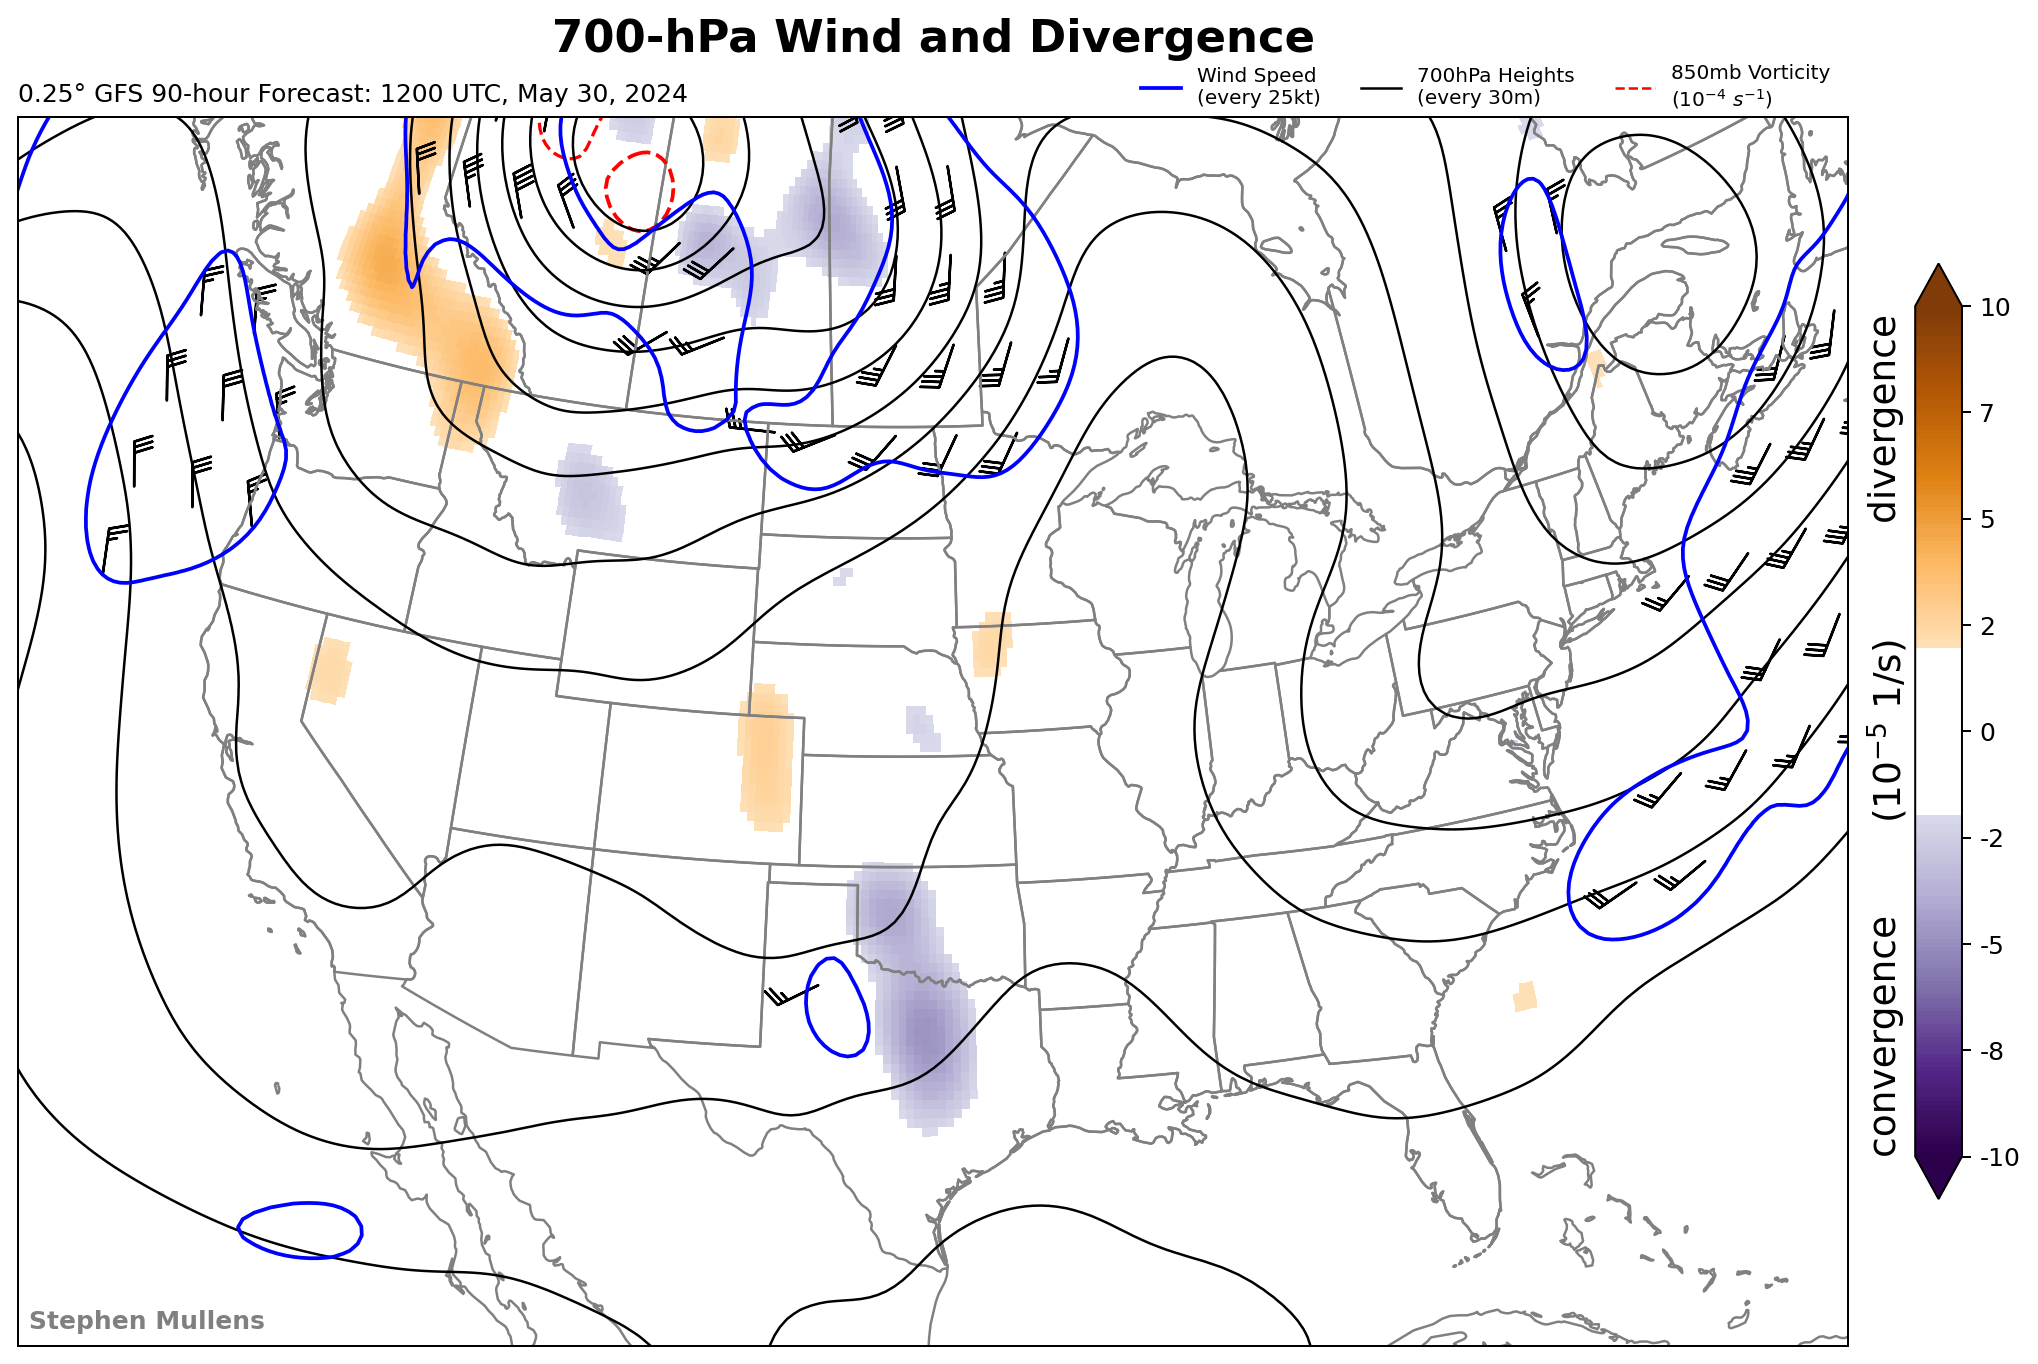 700-hPa Wind and Divergence
0.25° GFS 90-hour Forecast: 1200 UTC, May 30, 2024
Wind Speed
(every 25kt)
700hPa Heights
(every 30m)
850mb Vorticity
(10⁻⁴ s⁻¹)
10
7
5
2
0
-2
-5
-8
-10
convergence (10⁻⁵ 1/s) divergence
Stephen Mullens